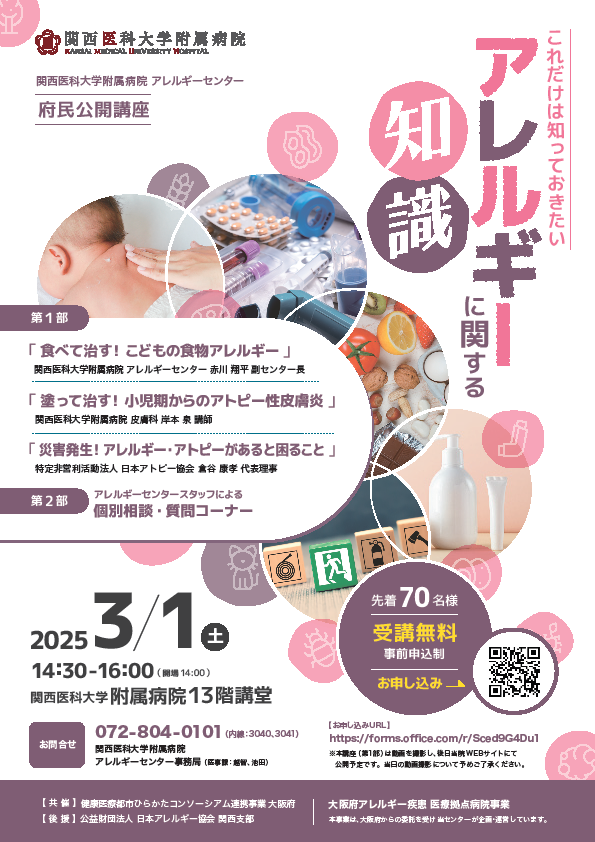 関西医科大学附属病院
KANSAI MEDICAL UNIVERSITY HOSPITAL
関西医科大学附属病院 アレルギーセンター
府民公開講座
これだけは知っておきたい
アレルギーに関する
知識
第1部
「 食べて治す! こどもの食物アレルギー 」
関西医科大学附属病院 アレルギーセンター 赤川 翔平 副センター長
「 塗って治す! 小児期からのアトピー性皮膚炎 」
関西医科大学附属病院 皮膚科 岸本 泉 講師
「 災害発生! アレルギー・アトピーがあると困ること 」
特定非営利活動法人 日本アトピー協会 倉谷 康孝 代表理事
第2部
アレルギーセンタースタッフによる
個別相談・質問コーナー
2025 3/1 土
14:30-16:00(開場 14:00)
関西医科大学 附属病院13階講堂
先着70名様
受講無料
事前申込制
お申し込み
お問合せ
072-804-0101(内線:3040、3041)
関西医科大学附属病院
アレルギーセンター事務局(医事課:越智、池田)
【お申し込みURL】
https://forms.office.com/r/Sced9G4Du1
※本講座(第1部)は動画を撮影し、後日当院WEBサイトにて
公開予定です。当日の動画撮影について予めご了承ください。
【 共 催 】 健康医療都市ひらかたコンソーシアム連携事業 大阪府
【 後 援 】 公益財団法人 日本アレルギー協会 関西支部
大阪府アレルギー疾患 医療拠点病院事業
本事業は、大阪府からの委託を受け当センターが企画・運営しています。